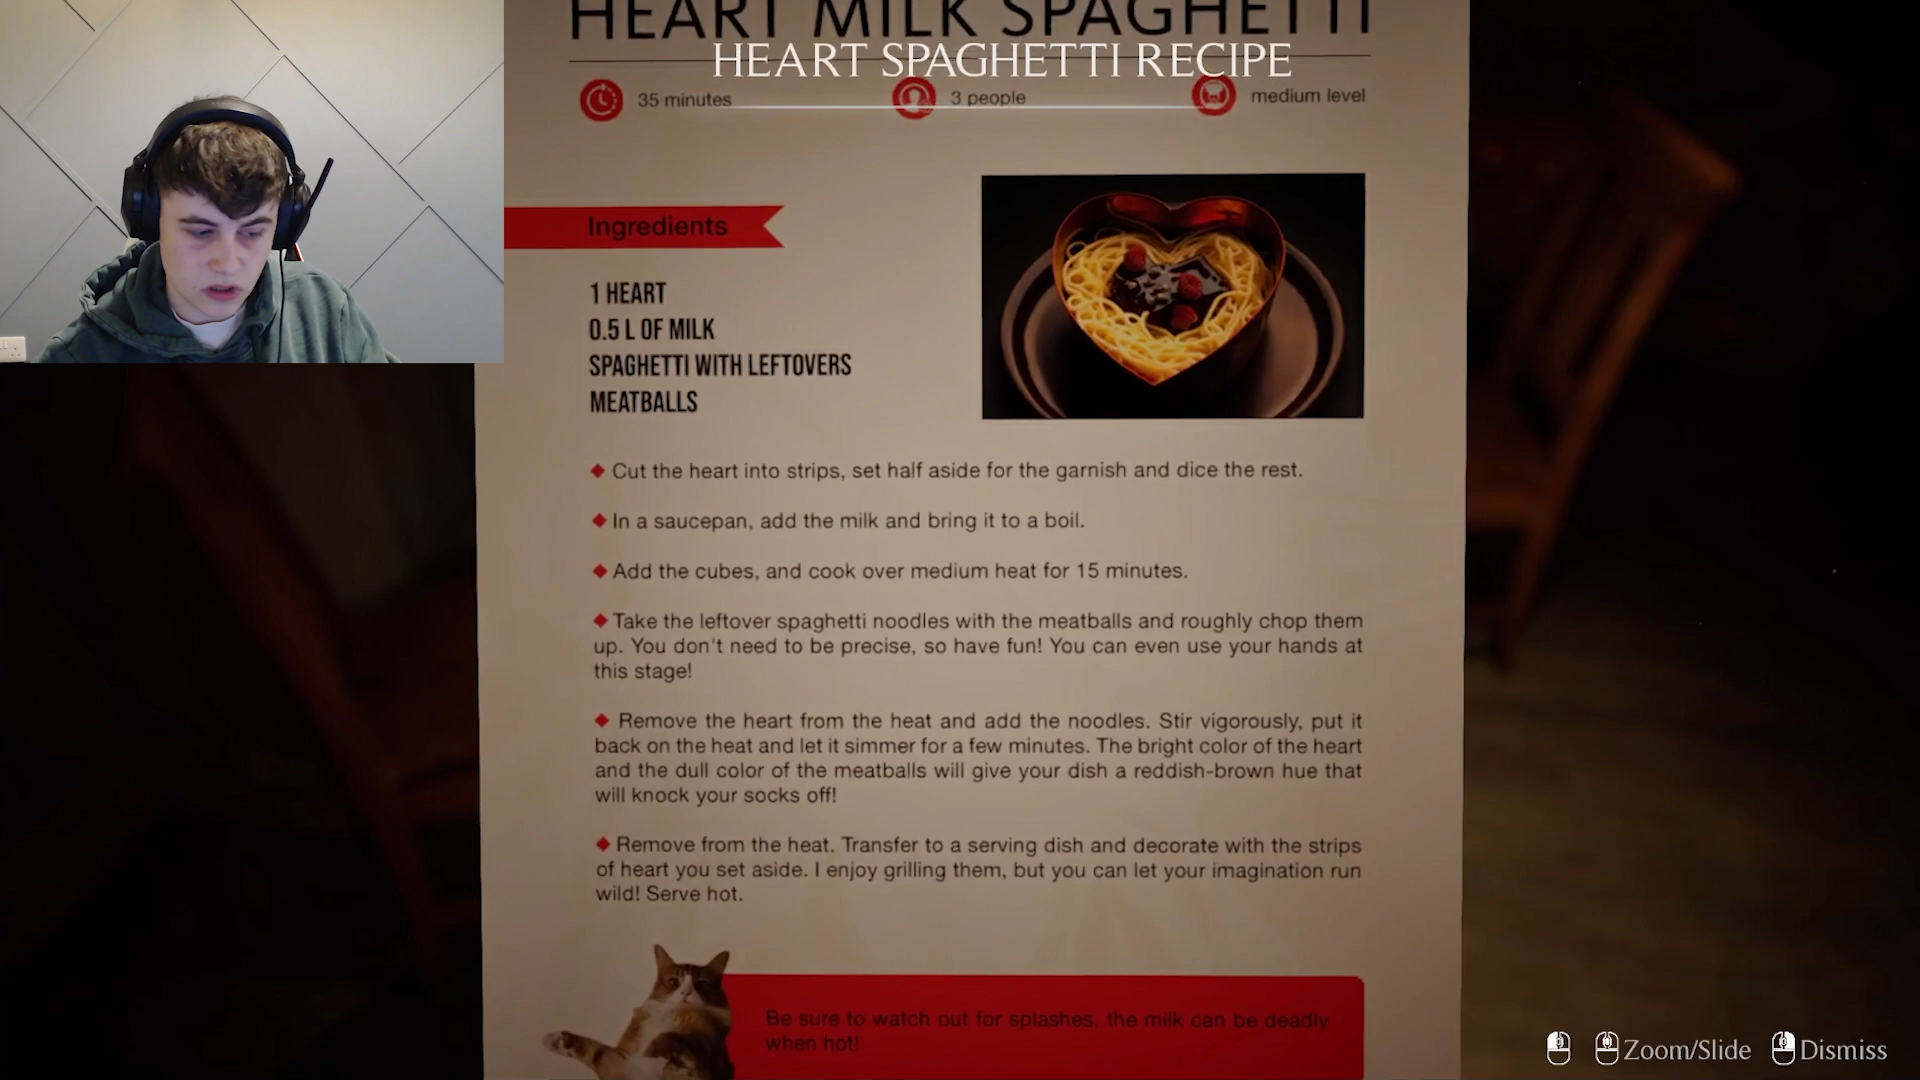 HEART MILK SPAGHETTI
HEART SPAGHETTI RECIPE
35 minutes
3 people
medium level
Ingredients
1 HEART
0.5 L OF MILK
SPAGHETTI WITH LEFTOVERS
MEATBALLS
Cut the heart into strips, set half aside for the garnish and dice the rest.
In a saucepan, add the milk and bring it to a boil.
Add the cubes, and cook over medium heat for 15 minutes.
Take the leftover spaghetti noodles with the meatballs and roughly chop them
up. You don't need to be precise, so have fun! You can even use your hands at
this stage!
Remove the heart from the heat and add the noodles. Stir vigorously, put it
back on the heat and let it simmer for a few minutes. The bright color of the heart
and the dull color of the meatballs will give your dish a reddish-brown hue that
will knock your socks off!
Remove from the heat. Transfer to a serving dish and decorate with the strips
of heart you set aside. I enjoy grilling them, but you can let your imagination run
wild! Serve hot.
Be sure to watch out for splashes, the milk can be deadly
when hot!
Zoom/Slide
Dismiss